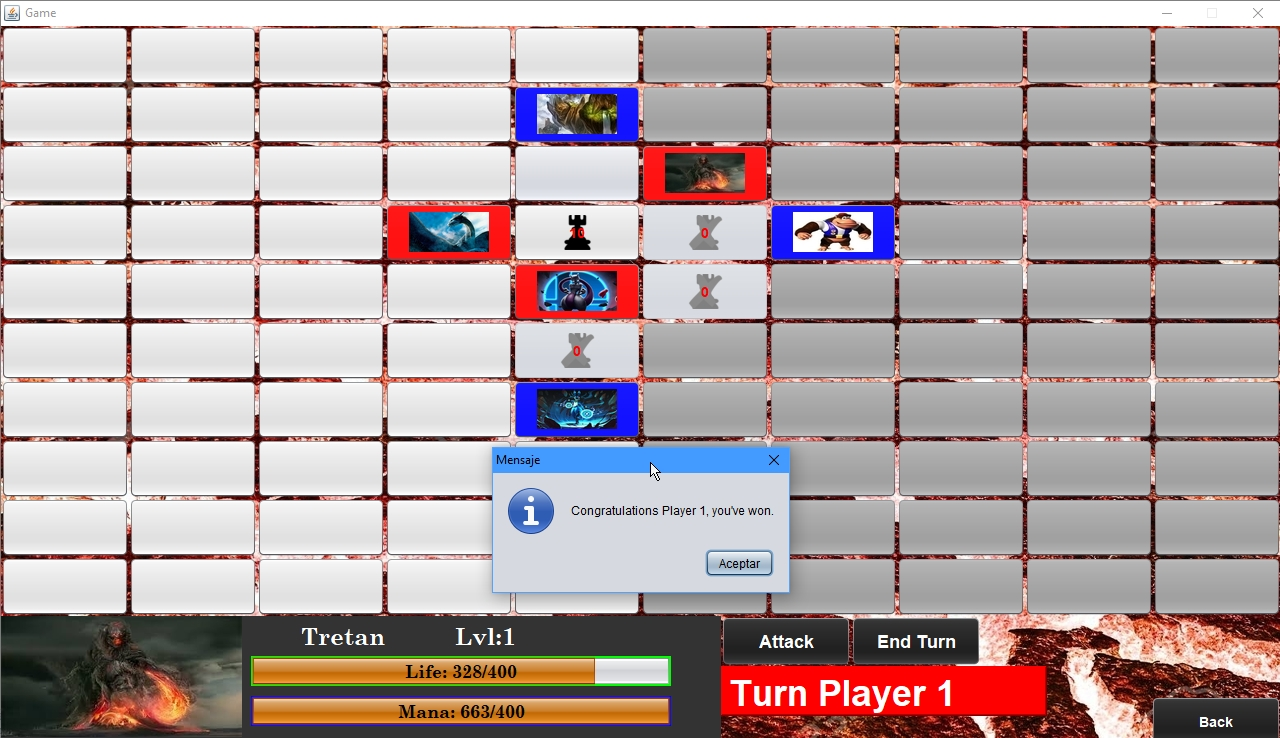 Game
10
0
0
0
Mensaje
Congratulations Player 1, you've won.
Aceptar
Tretan Lvl:1
Life: 328/400
Mana: 663/400
Attack
End Turn
Turn Player 1
Back